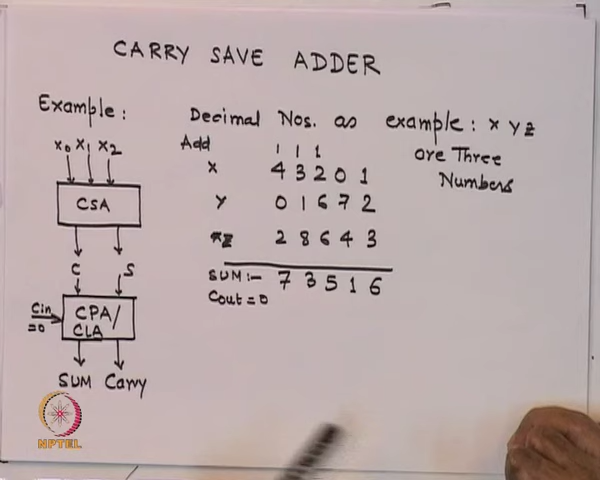 CARRY SAVE ADDER
Example:
x0 x1 x2
CSA
C S
Cin
=0
CPA/
CLA
SUM Carry
Decimal Nos. as example: X Y Z
are Three
Numbers
Add 1 1 1
X 4 3 2 0 1
Y 0 1 6 7 2
Z 2 8 6 4 3
SUM:- 7 3 5 1 6
Cout=0
NPTEL